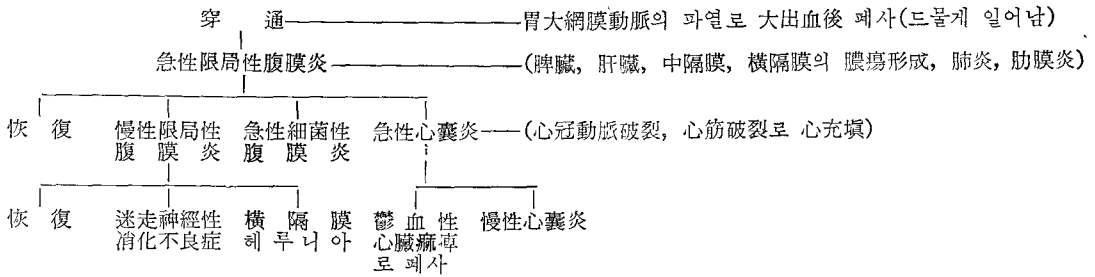 穿 通 胃大網膜動脈의 파열로 大出血後 폐사(드물게 일어남)
急性限局性腹膜炎 (脾臟, 肝臟, 中隔膜, 橫隔膜의 膿瘍形成, 肺炎, 肋膜炎)
恢 復 慢性限局性 急性細菌性 急性心囊炎 (心冠動脈破裂, 心筋破裂로 心充塡)
腹 膜 炎 腹 膜 炎
恢 復 迷走神經性 橫 隔 膜 鬱 血 性 慢性心囊炎
消化不良症 헤 루 니 아 心臟痲痺
로 폐사